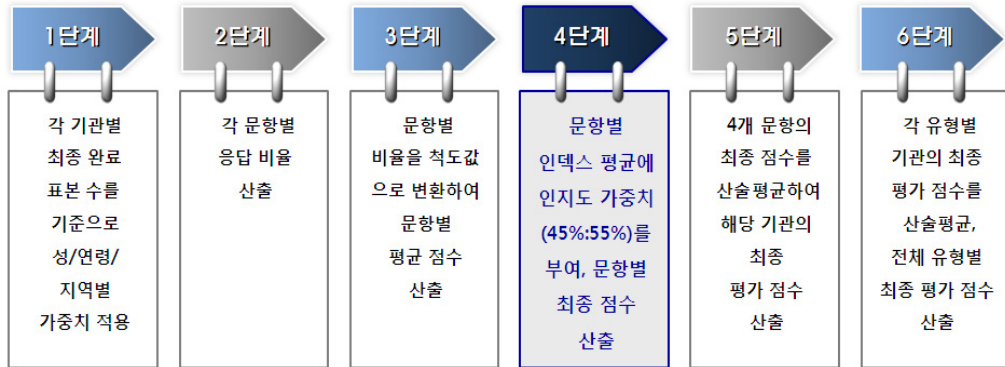 1단계
각 기관별
최종 완료
표본 수를
기준으로
성/연령/
지역별
가중치 적용
2단계
각 문항별
응답 비율
산출
3단계
문항별
비율을 척도값
으로 변환하여
문항별
평균 점수
산출
4단계
문항별
인덱스 평균에
인지도 가중치
(45%:55%)를
부여, 문항별
최종 점수
산출
5단계
4개 문항의
최종 점수를
산술평균하여
해당 기관의
최종
평가 점수
산출
6단계
각 유형별
기관의 최종
평가 점수를
산술평균,
전체 유형별
최종 평가 점수
산출